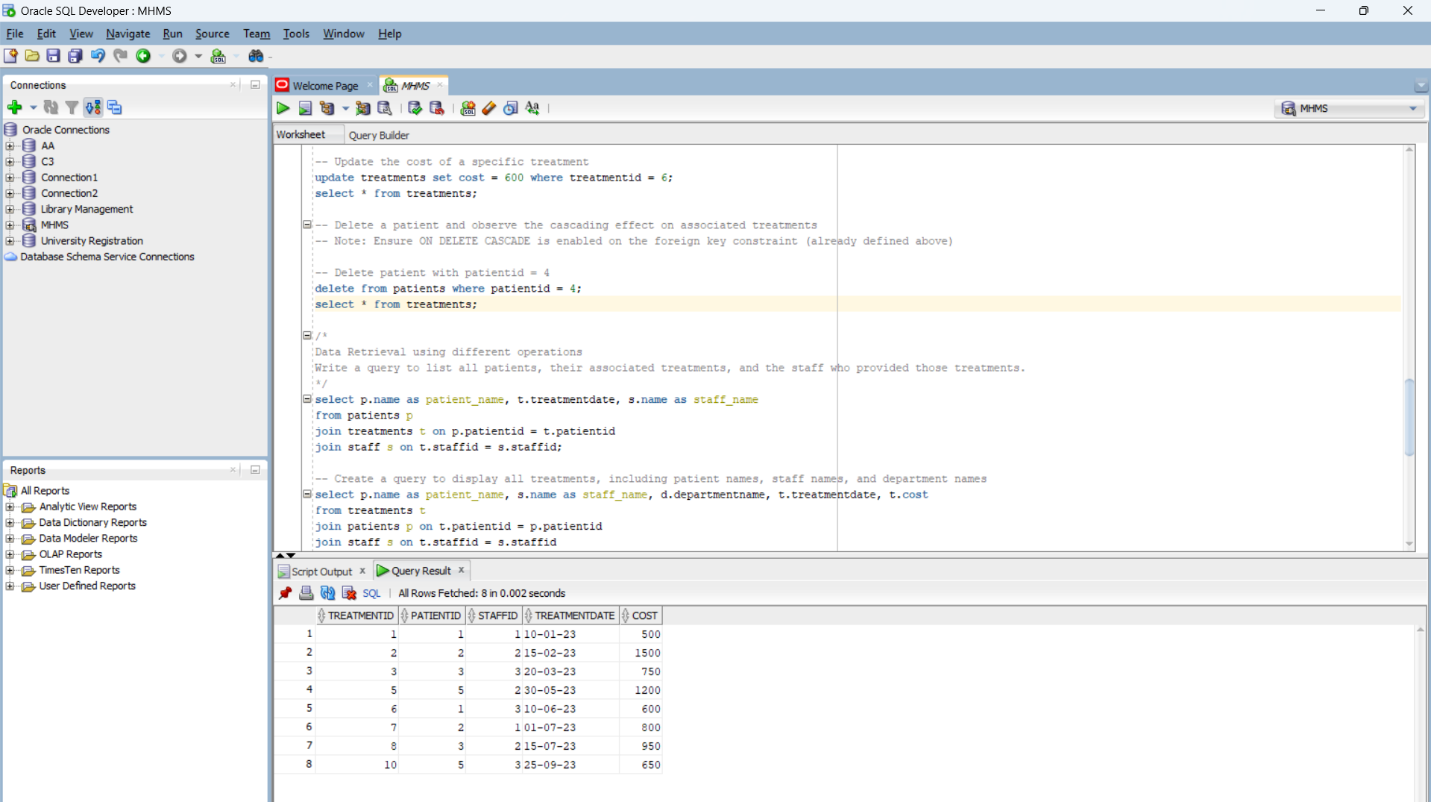 Oracle SQL Developer : MHMS
File Edit View Navigate Run Source Team Tools Window Help
Connections
Oracle Connections
AA
C3
Connection1
Connection2
Library Management
MHMS
University Registration
Database Schema Service Connections
Reports
All Reports
Analytic View Reports
Data Dictionary Reports
Data Modeler Reports
OLAP Reports
TimesTen Reports
User Defined Reports
Welcome Page MHMS
MHMS
Worksheet Query Builder
-- Update the cost of a specific treatment
update treatments set cost = 600 where treatmentid = 6;
select * from treatments;
-- Delete a patient and observe the cascading effect on associated treatments
-- Note: Ensure ON DELETE CASCADE is enabled on the foreign key constraint (already defined above)
-- Delete patient with patientid = 4
delete from patients where patientid = 4;
select * from treatments;
/*
Data Retrieval using different operations
Write a query to list all patients, their associated treatments, and the staff who provided those treatments.
*/
select p.name as patient_name, t.treatmentdate, s.name as staff_name
from patients p
join treatments t on p.patientid = t.patientid
join staff s on t.staffid = s.staffid;
-- Create a query to display all treatments, including patient names, staff names, and department names
select p.name as patient_name, s.name as staff_name, d.departmentname, t.treatmentdate, t.cost
from treatments t
join patients p on t.patientid = p.patientid
join staff s on t.staffid = s.staffid
Script Output x Query Result x
SQL | All Rows Fetched: 8 in 0.002 seconds
TREATMENTID PATIENTID STAFFID TREATMENTDATE COST
1 1 1 1 10-01-23 500
2 2 2 2 15-02-23 1500
3 3 3 3 20-03-23 750
4 5 5 2 30-05-23 1200
5 6 1 3 10-06-23 600
6 7 2 1 01-07-23 800
7 8 3 2 15-07-23 950
8 10 5 3 25-09-23 650